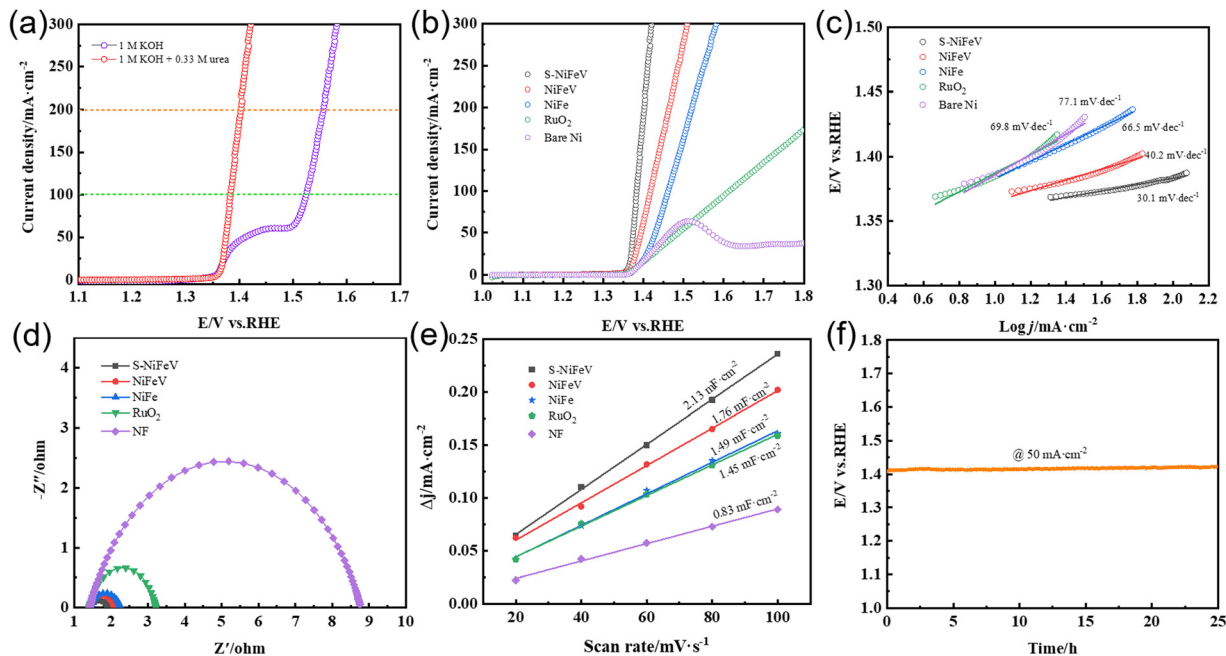 (a)
300
250
200
150
100
50
0
Current density/mA·cm⁻²
1 M KOH
1 M KOH + 0.33 M urea
1.1 1.2 1.3 1.4 1.5 1.6 1.7
E/V vs.RHE
(b)
300
250
200
150
100
50
0
Current density/mA·cm⁻²
S-NiFeV
NiFeV
NiFe
RuO₂
Bare Ni
1.0 1.1 1.2 1.3 1.4 1.5 1.6 1.7 1.8
E/V vs.RHE
(c)
1.50
1.45
1.40
1.35
1.30
E/V vs.RHE
S-NiFeV
NiFeV
NiFe
RuO₂
Bare Ni
77.1 mV·dec⁻¹
69.8 mV·dec⁻¹
66.5 mV·dec⁻¹
40.2 mV·dec⁻¹
30.1 mV·dec⁻¹
0.4 0.6 0.8 1.0 1.2 1.4 1.6 1.8 2.0 2.2
Log j/mA·cm⁻²
(d)
4
3
2
1
0
-Z″/ohm
S-NiFeV
NiFeV
NiFe
RuO₂
NF
1 2 3 4 5 6 7 8 9 10
Z′/ohm
(e)
0.25
0.20
0.15
0.10
0.05
0.00
Δj/mA·cm⁻²
S-NiFeV
NiFeV
NiFe
RuO₂
NF
2.13 mF·cm⁻²
1.76 mF·cm⁻²
1.49 mF·cm⁻²
1.45 mF·cm⁻²
0.83 mF·cm⁻²
20 40 60 80 100
Scan rate/mV·s⁻¹
(f)
1.8
1.7
1.6
1.5
1.4
1.3
1.2
1.1
1.0
E/V vs.RHE
@ 50 mA·cm⁻²
0 5 10 15 20 25
Time/h